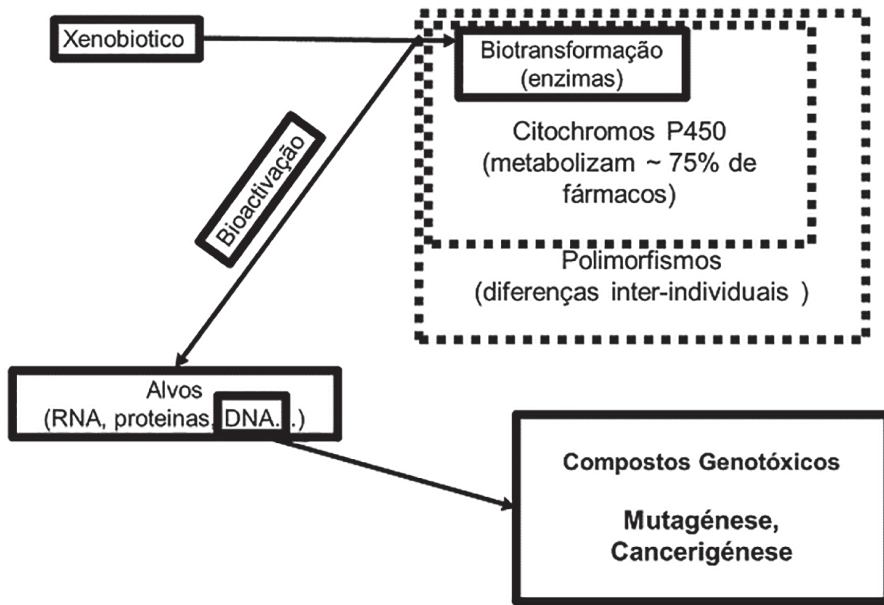 Xenobiotico
Biotransformação
(enzimas)
Citochromos P450
(metabolizam ~ 75% de
fármacos)
Polimorfismos
(diferenças inter-individuais )
Bioactivação
Alvos
(RNA, proteinas, DNA...)
Compostos Genotóxicos
Mutagénese,
Cancerigénese